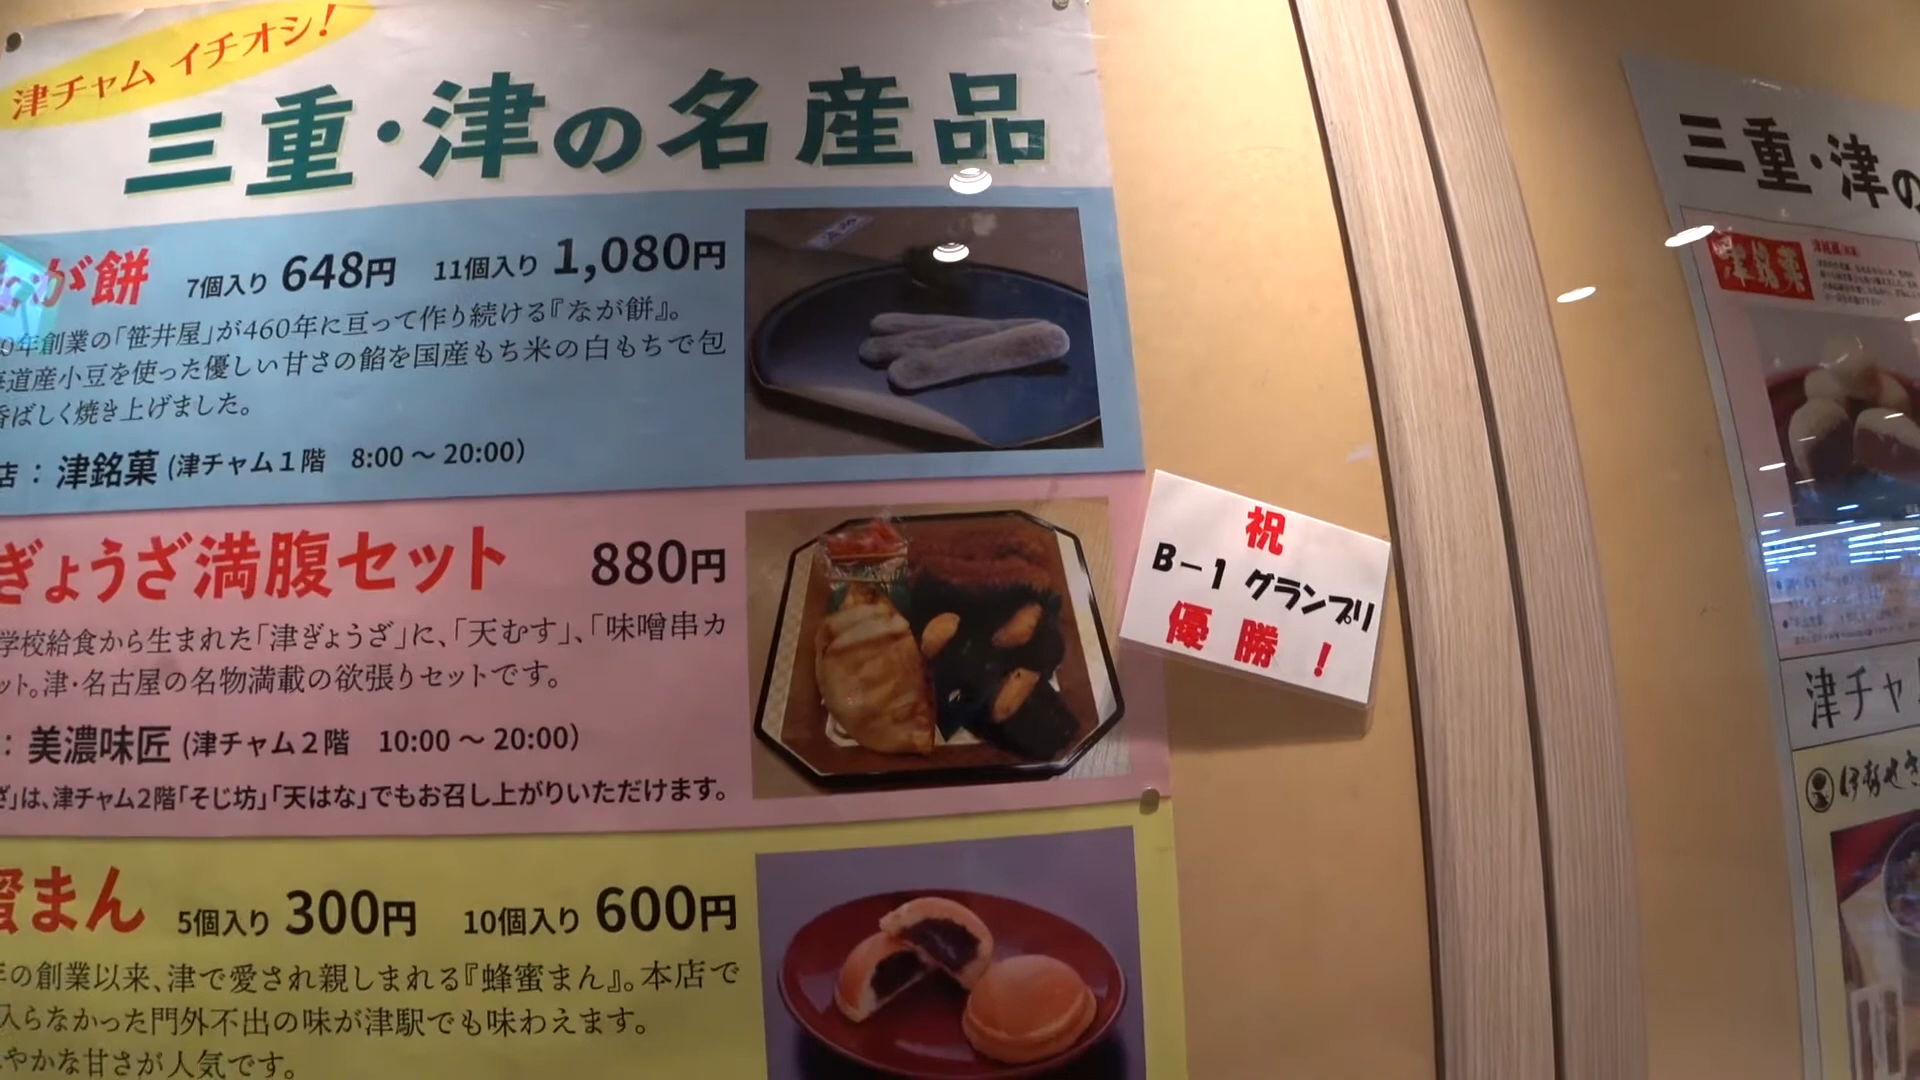 津チャム イチオシ!
三重・津の名産品
なが餅 7個入り 648円 11個入り 1,080円
0年創業の「笹井屋」が460年に亘って作り続ける『なが餅』。
海道産小豆を使った優しい甘さの餡を国産もち米の白もちで包
香ばしく焼き上げました。
店：津銘菓(津チャム1階 8:00～20:00)
ぎょうざ満腹セット 880円
学校給食から生まれた「津ぎょうざ」に、「天むす」、「味噌串カ
ット。津・名古屋の名物満載の欲張りセットです。
：美濃味匠(津チャム2階 10:00～20:00)
ざ」は、津チャム2階「そじ坊」「天はな」でもお召し上がりいただけます。
蜜まん 5個入り 300円 10個入り 600円
年の創業以来、津で愛され親しまれる『蜂蜜まん』。本店で
入らなかった門外不出の味が津駅でも味わえます。
やかな甘さが人気です。
祝
B-1 グランプリ
優勝!
三重・津の
津銘菓
津チャ
伊勢